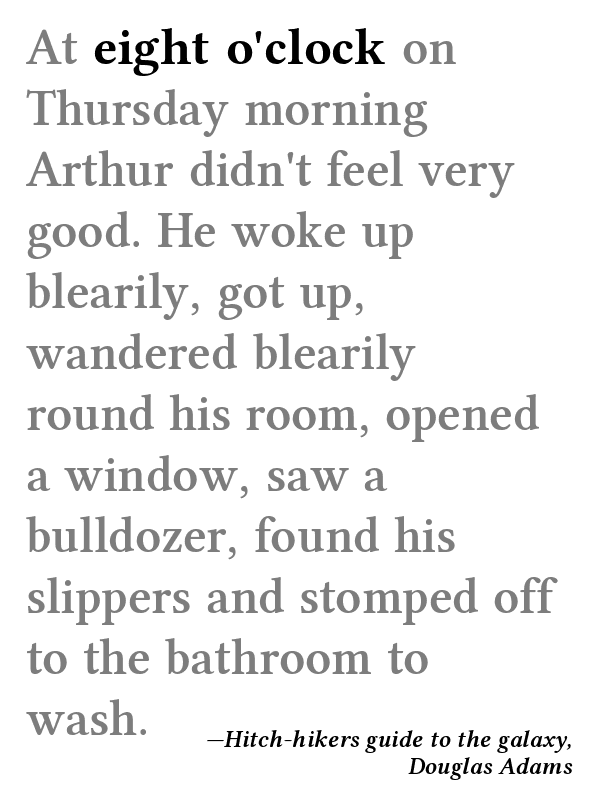 At eight o'clock on
Thursday morning
Arthur didn't feel very
good. He woke up
blearily, got up,
wandered blearily
round his room, opened
a window, saw a
bulldozer, found his
slippers and stomped off
to the bathroom to
wash.
—Hitch-hikers guide to the galaxy,
Douglas Adams